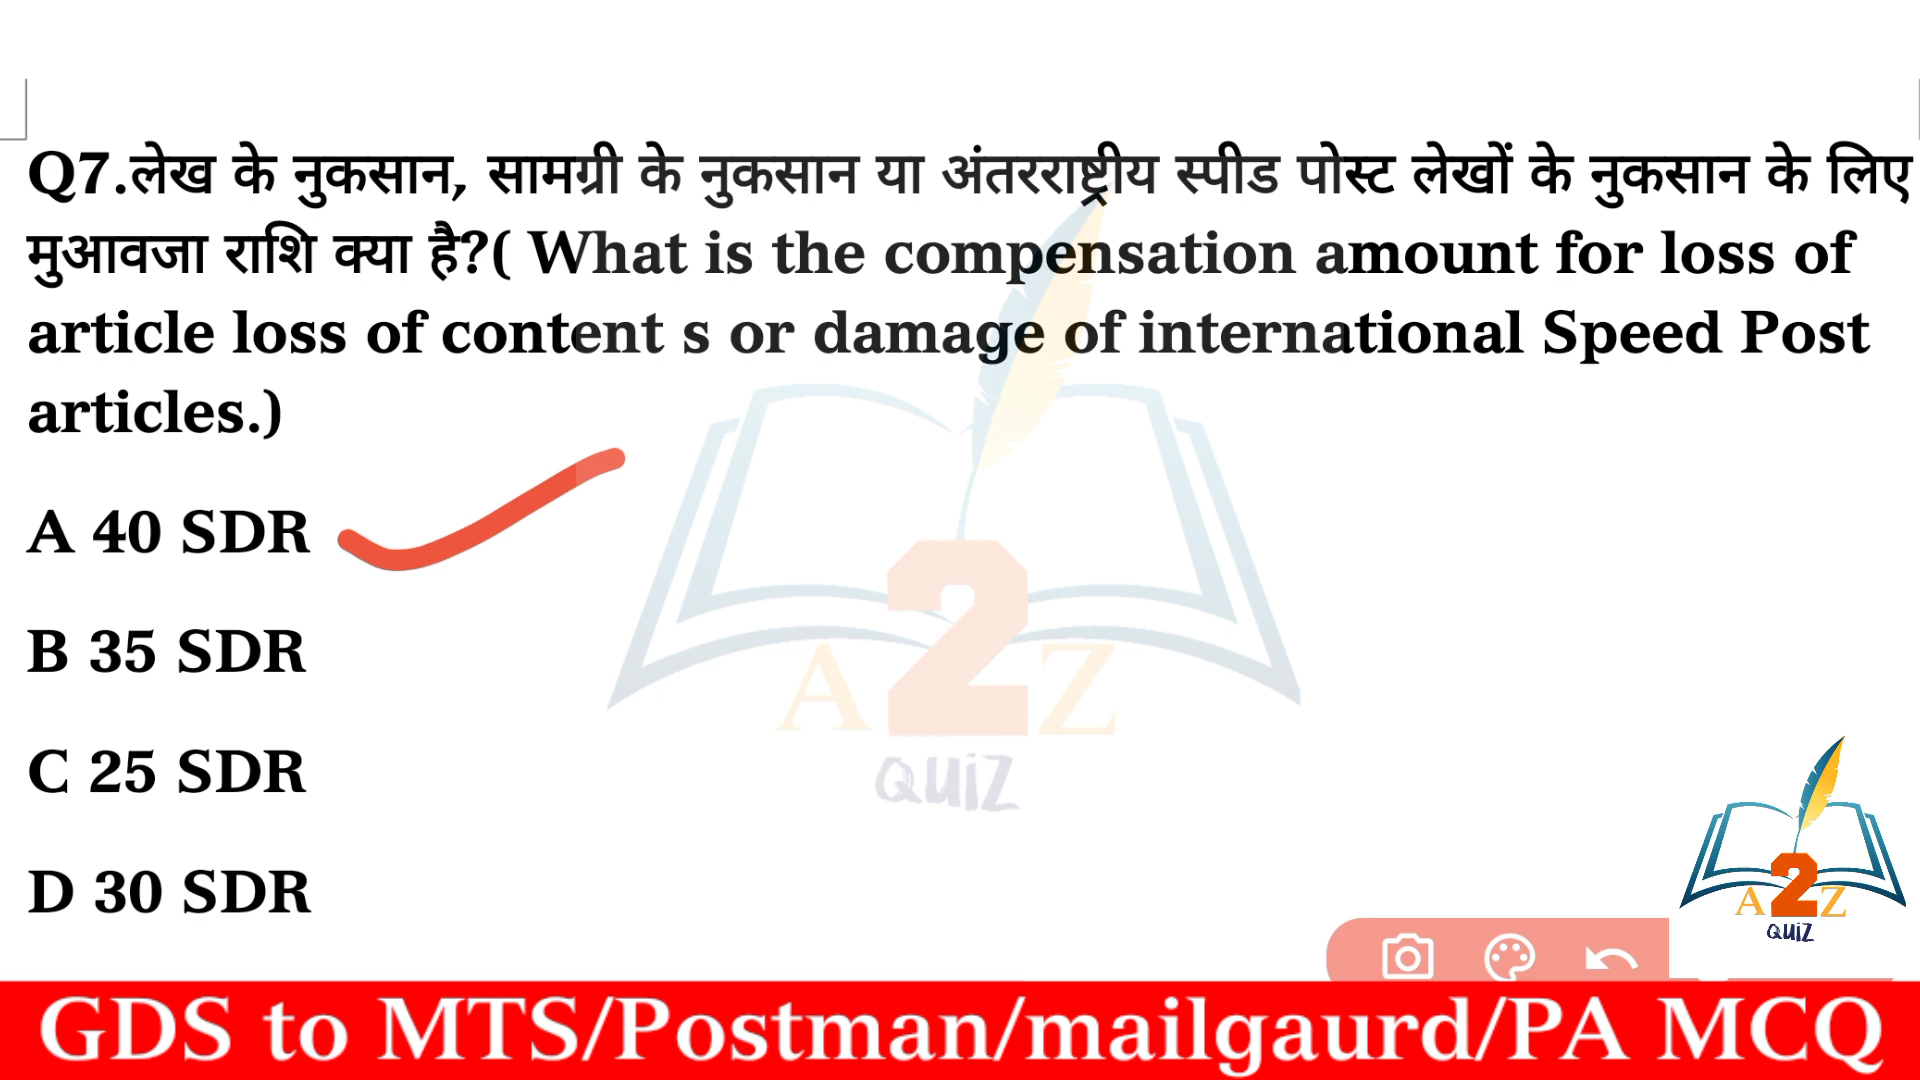 Q7.लेख के नुकसान, सामग्री के नुकसान या अंतरराष्ट्रीय स्पीड पोस्ट लेखों के नुकसान के लिए
मुआवजा राशि क्या है?( What is the compensation amount for loss of
article loss of content s or damage of international Speed Post
articles.)
A 40 SDR
B 35 SDR
C 25 SDR
D 30 SDR
A 2 Z
QUiZ
A 2 Z
QUiZ
GDS to MTS/Postman/mailgaurd/PA MCQ